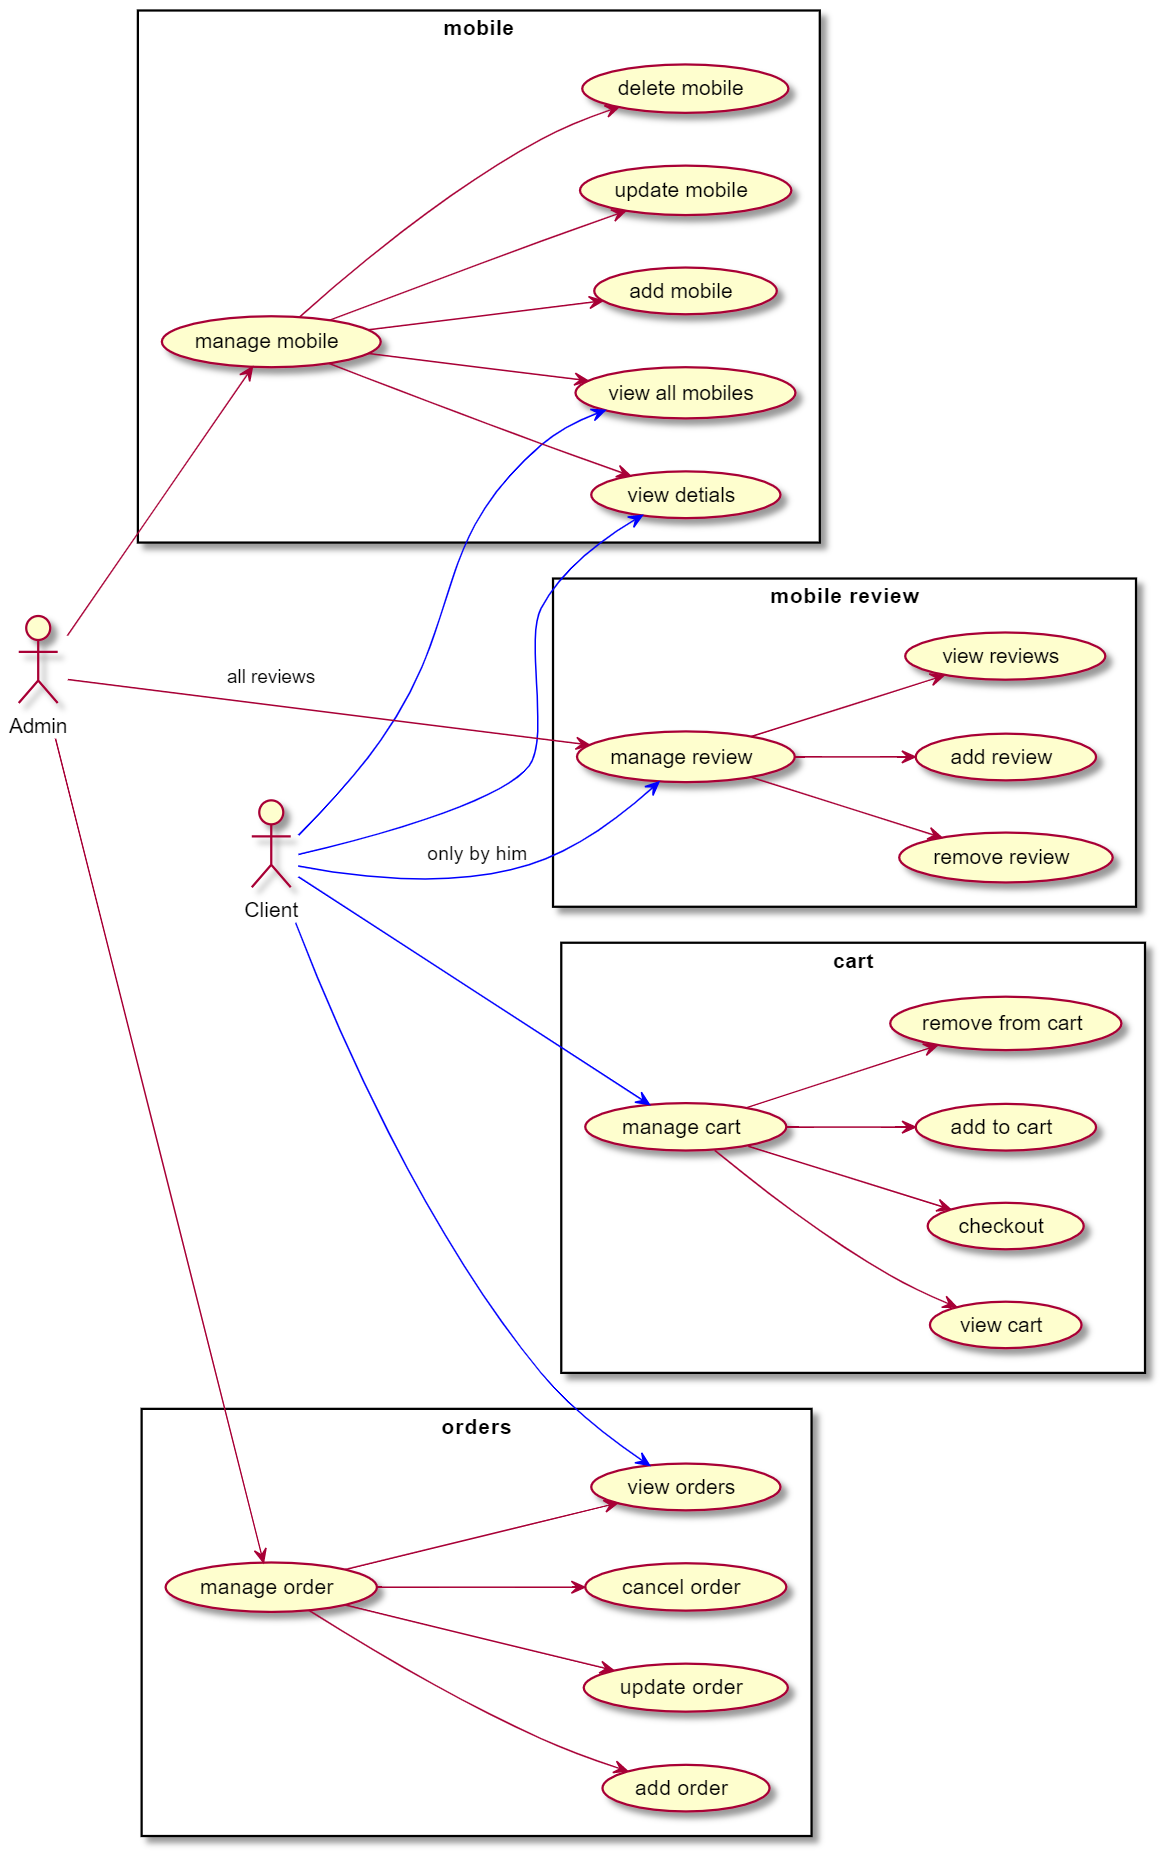 mobile
delete mobile
update mobile
add mobile
manage mobile
view all mobiles
view detials
mobile review
view reviews
all reviews
Admin
manage review
add review
only by him
remove review
Client
cart
remove from cart
manage cart
add to cart
checkout
view cart
orders
view orders
manage order
cancel order
update order
add order